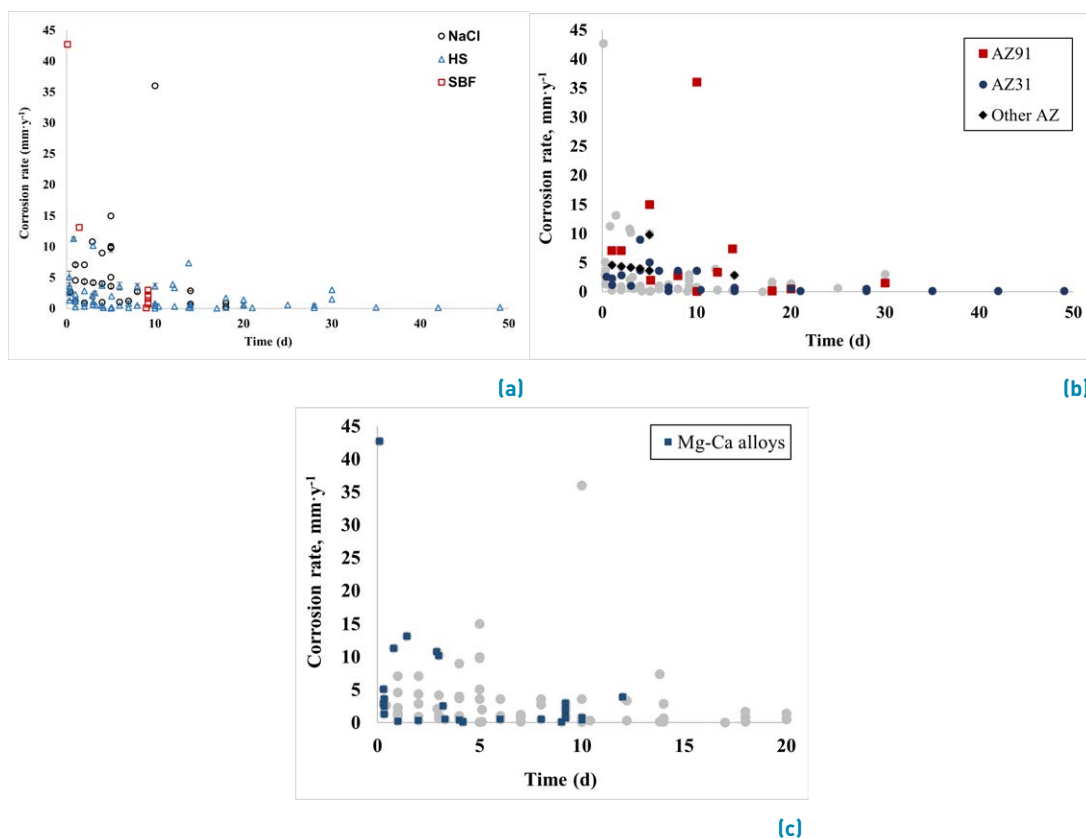 45
40
35
30
25
20
15
10
5
0
0
10
20
30
40
50
Corrosion rate (mm·y⁻¹)
Time (d)
NaCl
HS
SBF
(a)
45
40
35
30
25
20
15
10
5
0
0
10
20
30
40
50
Corrosion rate, mm·y⁻¹
Time (d)
AZ91
AZ31
Other AZ
(b)
45
40
35
30
25
20
15
10
5
0
0
5
10
15
20
Corrosion rate, mm·y⁻¹
Time (d)
Mg-Ca alloys
(c)